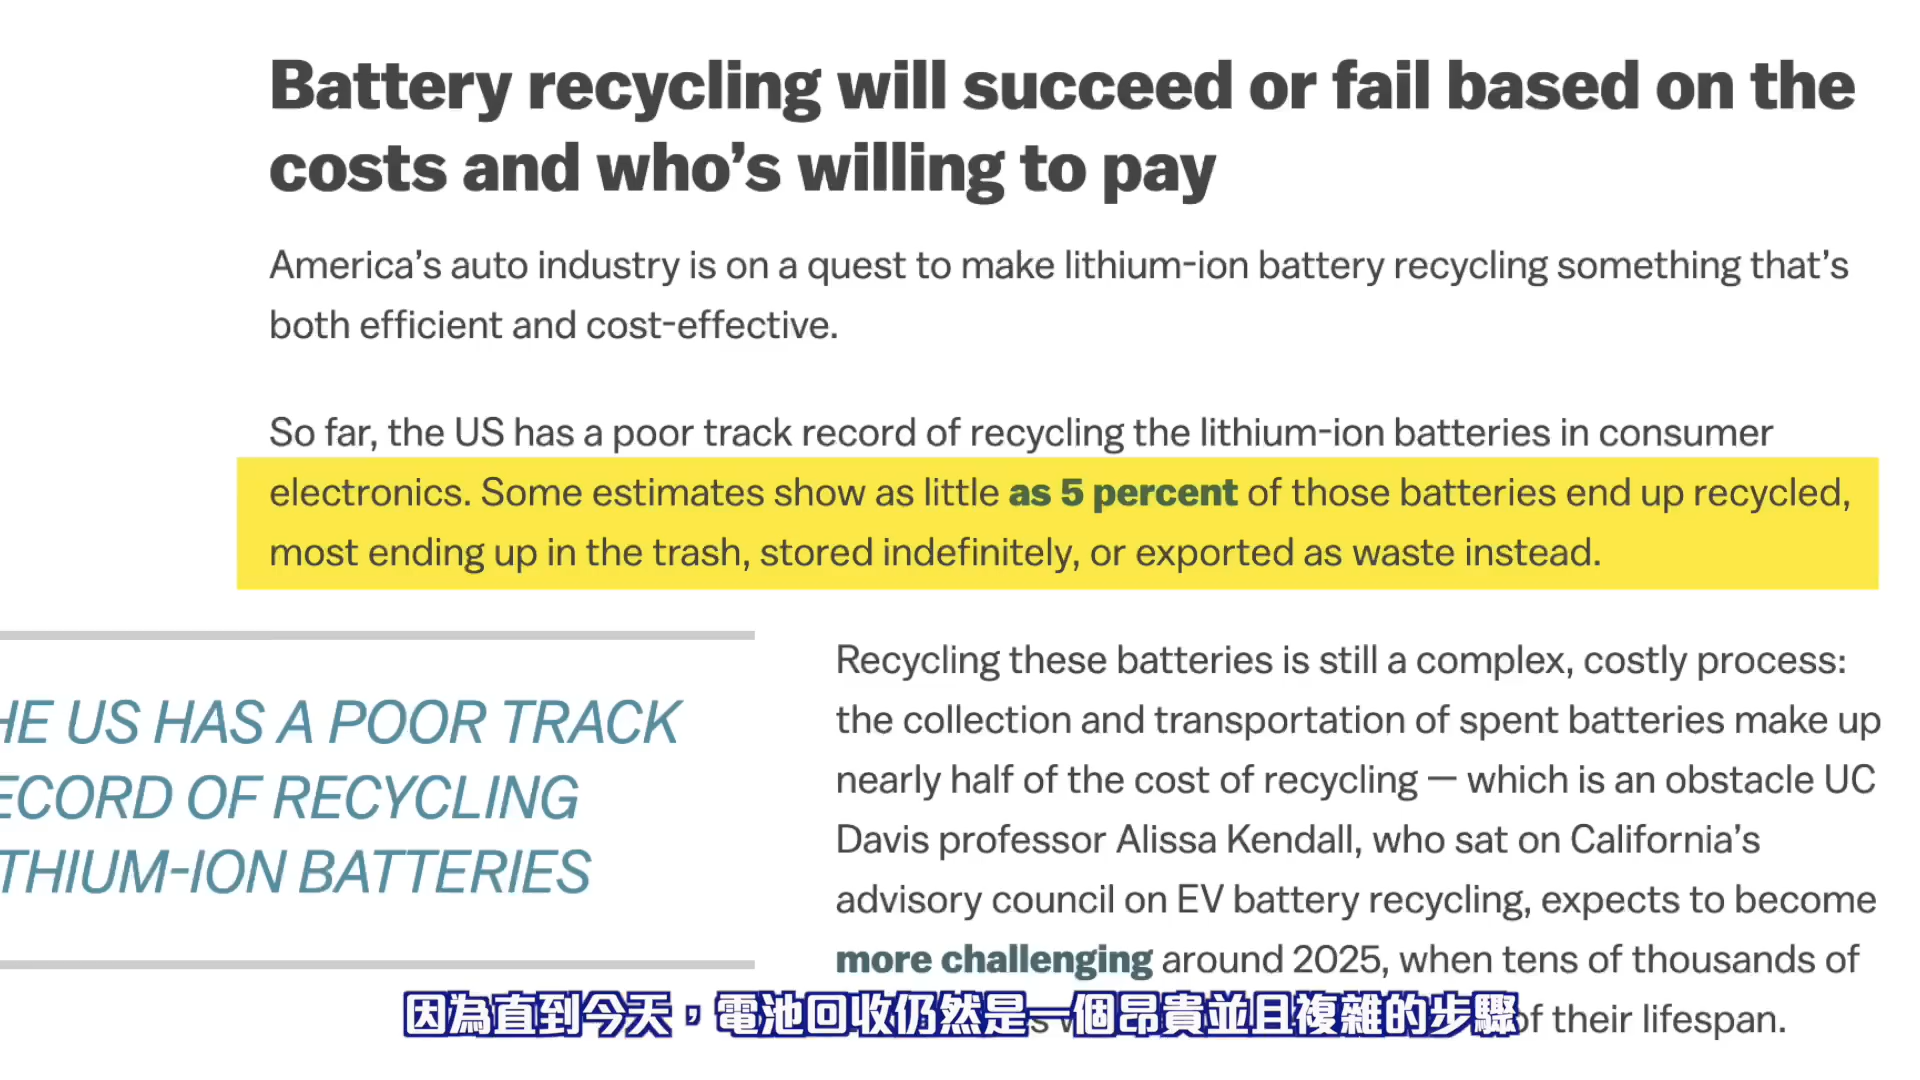 Battery recycling will succeed or fail based on the
costs and who’s willing to pay
America’s auto industry is on a quest to make lithium-ion battery recycling something that’s
both efficient and cost-effective.
So far, the US has a poor track record of recycling the lithium-ion batteries in consumer
electronics. Some estimates show as little as 5 percent of those batteries end up recycled,
most ending up in the trash, stored indefinitely, or exported as waste instead.
HE US HAS A POOR TRACK
ECORD OF RECYCLING
THIUM-ION BATTERIES
Recycling these batteries is still a complex, costly process:
the collection and transportation of spent batteries make up
nearly half of the cost of recycling — which is an obstacle UC
Davis professor Alissa Kendall, who sat on California’s
advisory council on EV battery recycling, expects to become
more challenging around 2025, when tens of thousands of
of their lifespan.
因為直到今天，電池回收仍然是一個昂貴並且複雜的步驟